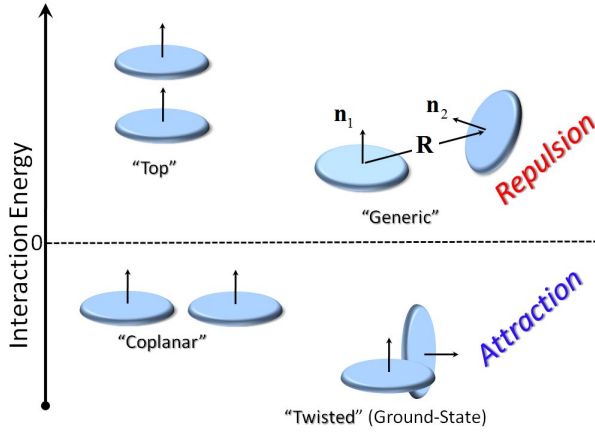 Interaction Energy
0
“Top”
n1
n2
R
“Generic”
Repulsion
“Coplanar”
“Twisted” (Ground-State)
Attraction